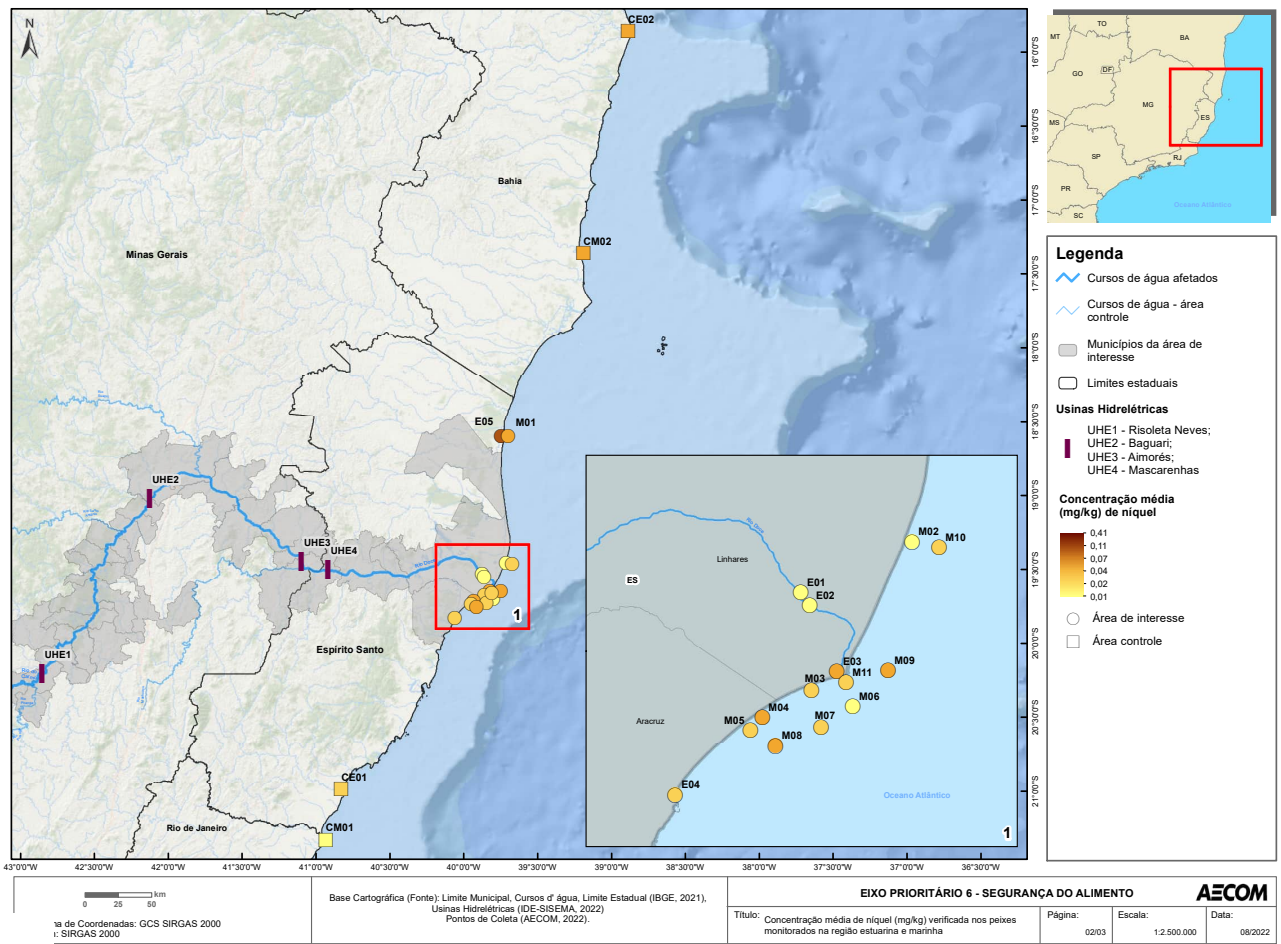 N
CE02
CM02
Bahia
Minas Gerais
E05
M01
UHE2
UHE3
UHE4
UHE1
Rio Doce
1
Espírito Santo
CE01
Rio de Janeiro
CM01
M02
M10
Linhares
Rio Doce
ES
E01
E02
E03
M09
M11
M03
M06
M04
M07
M05
Aracruz
M08
E04
Oceano Atlântico
1
16°0'0"S
16°30'0"S
17°0'0"S
17°30'0"S
18°0'0"S
18°30'0"S
19°0'0"S
19°30'0"S
20°0'0"S
20°30'0"S
21°0'0"S
43°0'0"W
42°30'0"W
42°0'0"W
41°30'0"W
41°0'0"W
40°30'0"W
40°0'0"W
39°30'0"W
39°0'0"W
38°30'0"W
38°0'0"W
37°30'0"W
37°0'0"W
36°30'0"W
TO
MT
BA
GO
DF
MG
MS
ES
SP
RJ
PR
SC
Oceano Atlântico
Legenda
Cursos de água afetados
Cursos de água - área
controle
Municípios da área de
interesse
Limites estaduais
Usinas Hidrelétricas
UHE1 - Risoleta Neves;
UHE2 - Baguari;
UHE3 - Aimorés;
UHE4 - Mascarenhas
Concentração média
(mg/kg) de níquel
0,41
0,11
0,07
0,04
0,02
0,01
Área de interesse
Área controle
km
0 25 50
na de Coordenadas: GCS SIRGAS 2000
: SIRGAS 2000
Base Cartográfica (Fonte): Limite Municipal, Cursos d' água, Limite Estadual (IBGE, 2021),
Usinas Hidrelétricas (IDE-SISEMA, 2022)
Pontos de Coleta (AECOM, 2022).
EIXO PRIORITÁRIO 6 - SEGURANÇA DO ALIMENTO
AECOM
Título: Concentração média de níquel (mg/kg) verificada nos peixes
monitorados na região estuarina e marinha
Página:
02/03
Escala:
1:2.500.000
Data:
08/2022